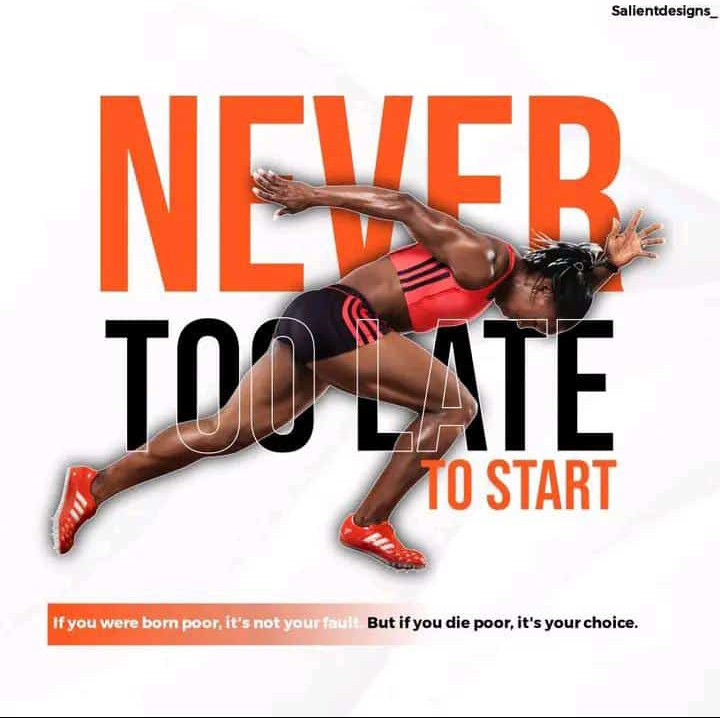 Salientdesigns_
NEVER
TOO LATE
TO START
If you were born poor, it's not your fault. But if you die poor, it's your choice.